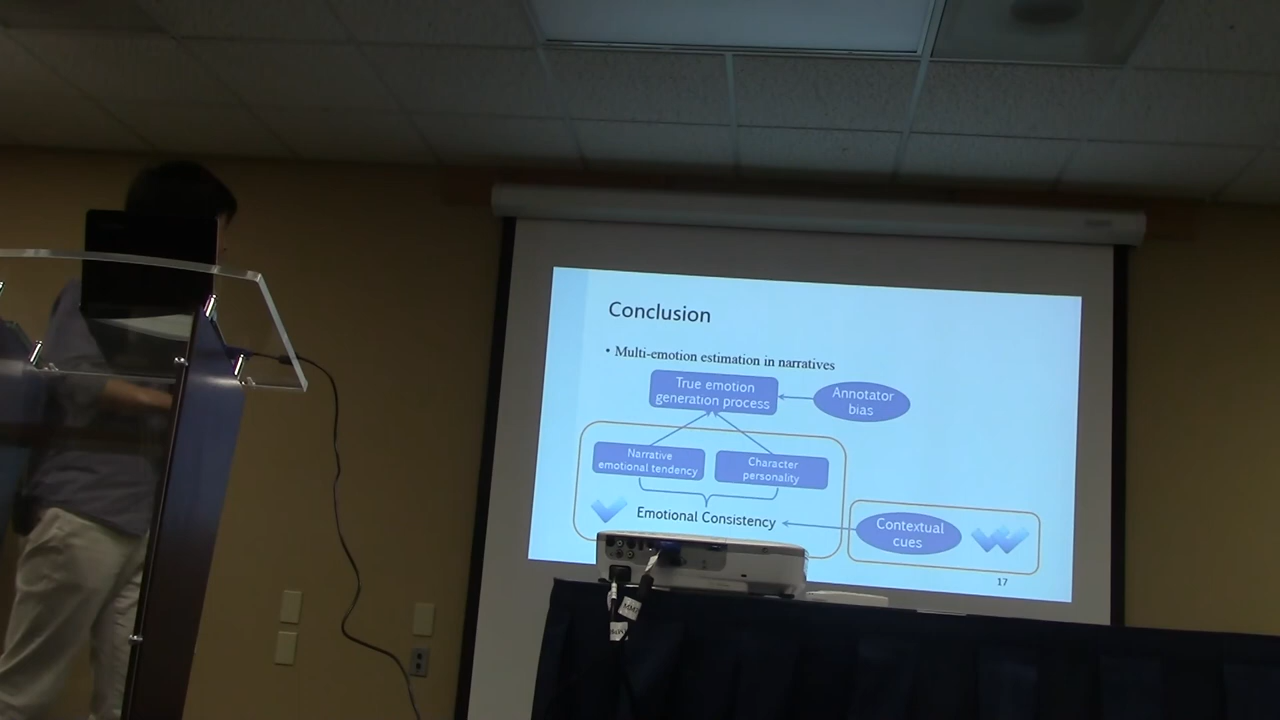 Conclusion
• Multi-emotion estimation in narratives
True emotion
generation process
Annotator
bias
Narrative
emotional tendency
Character
personality
Emotional Consistency
Contextual
cues
17